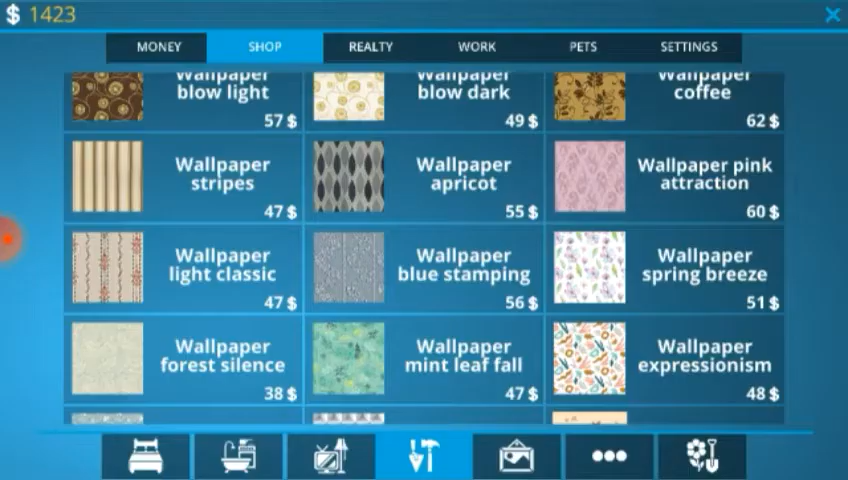 $ 1423
MONEY
SHOP
REALTY
WORK
PETS
SETTINGS
Wallpaper
blow light
57 $
Wallpaper
blow dark
49 $
Wallpaper
coffee
62 $
Wallpaper
stripes
47 $
Wallpaper
apricot
55 $
Wallpaper pink
attraction
60 $
Wallpaper
light classic
47 $
Wallpaper
blue stamping
56 $
Wallpaper
spring breeze
51 $
Wallpaper
forest silence
38 $
Wallpaper
mint leaf fall
47 $
Wallpaper
expressionism
48 $